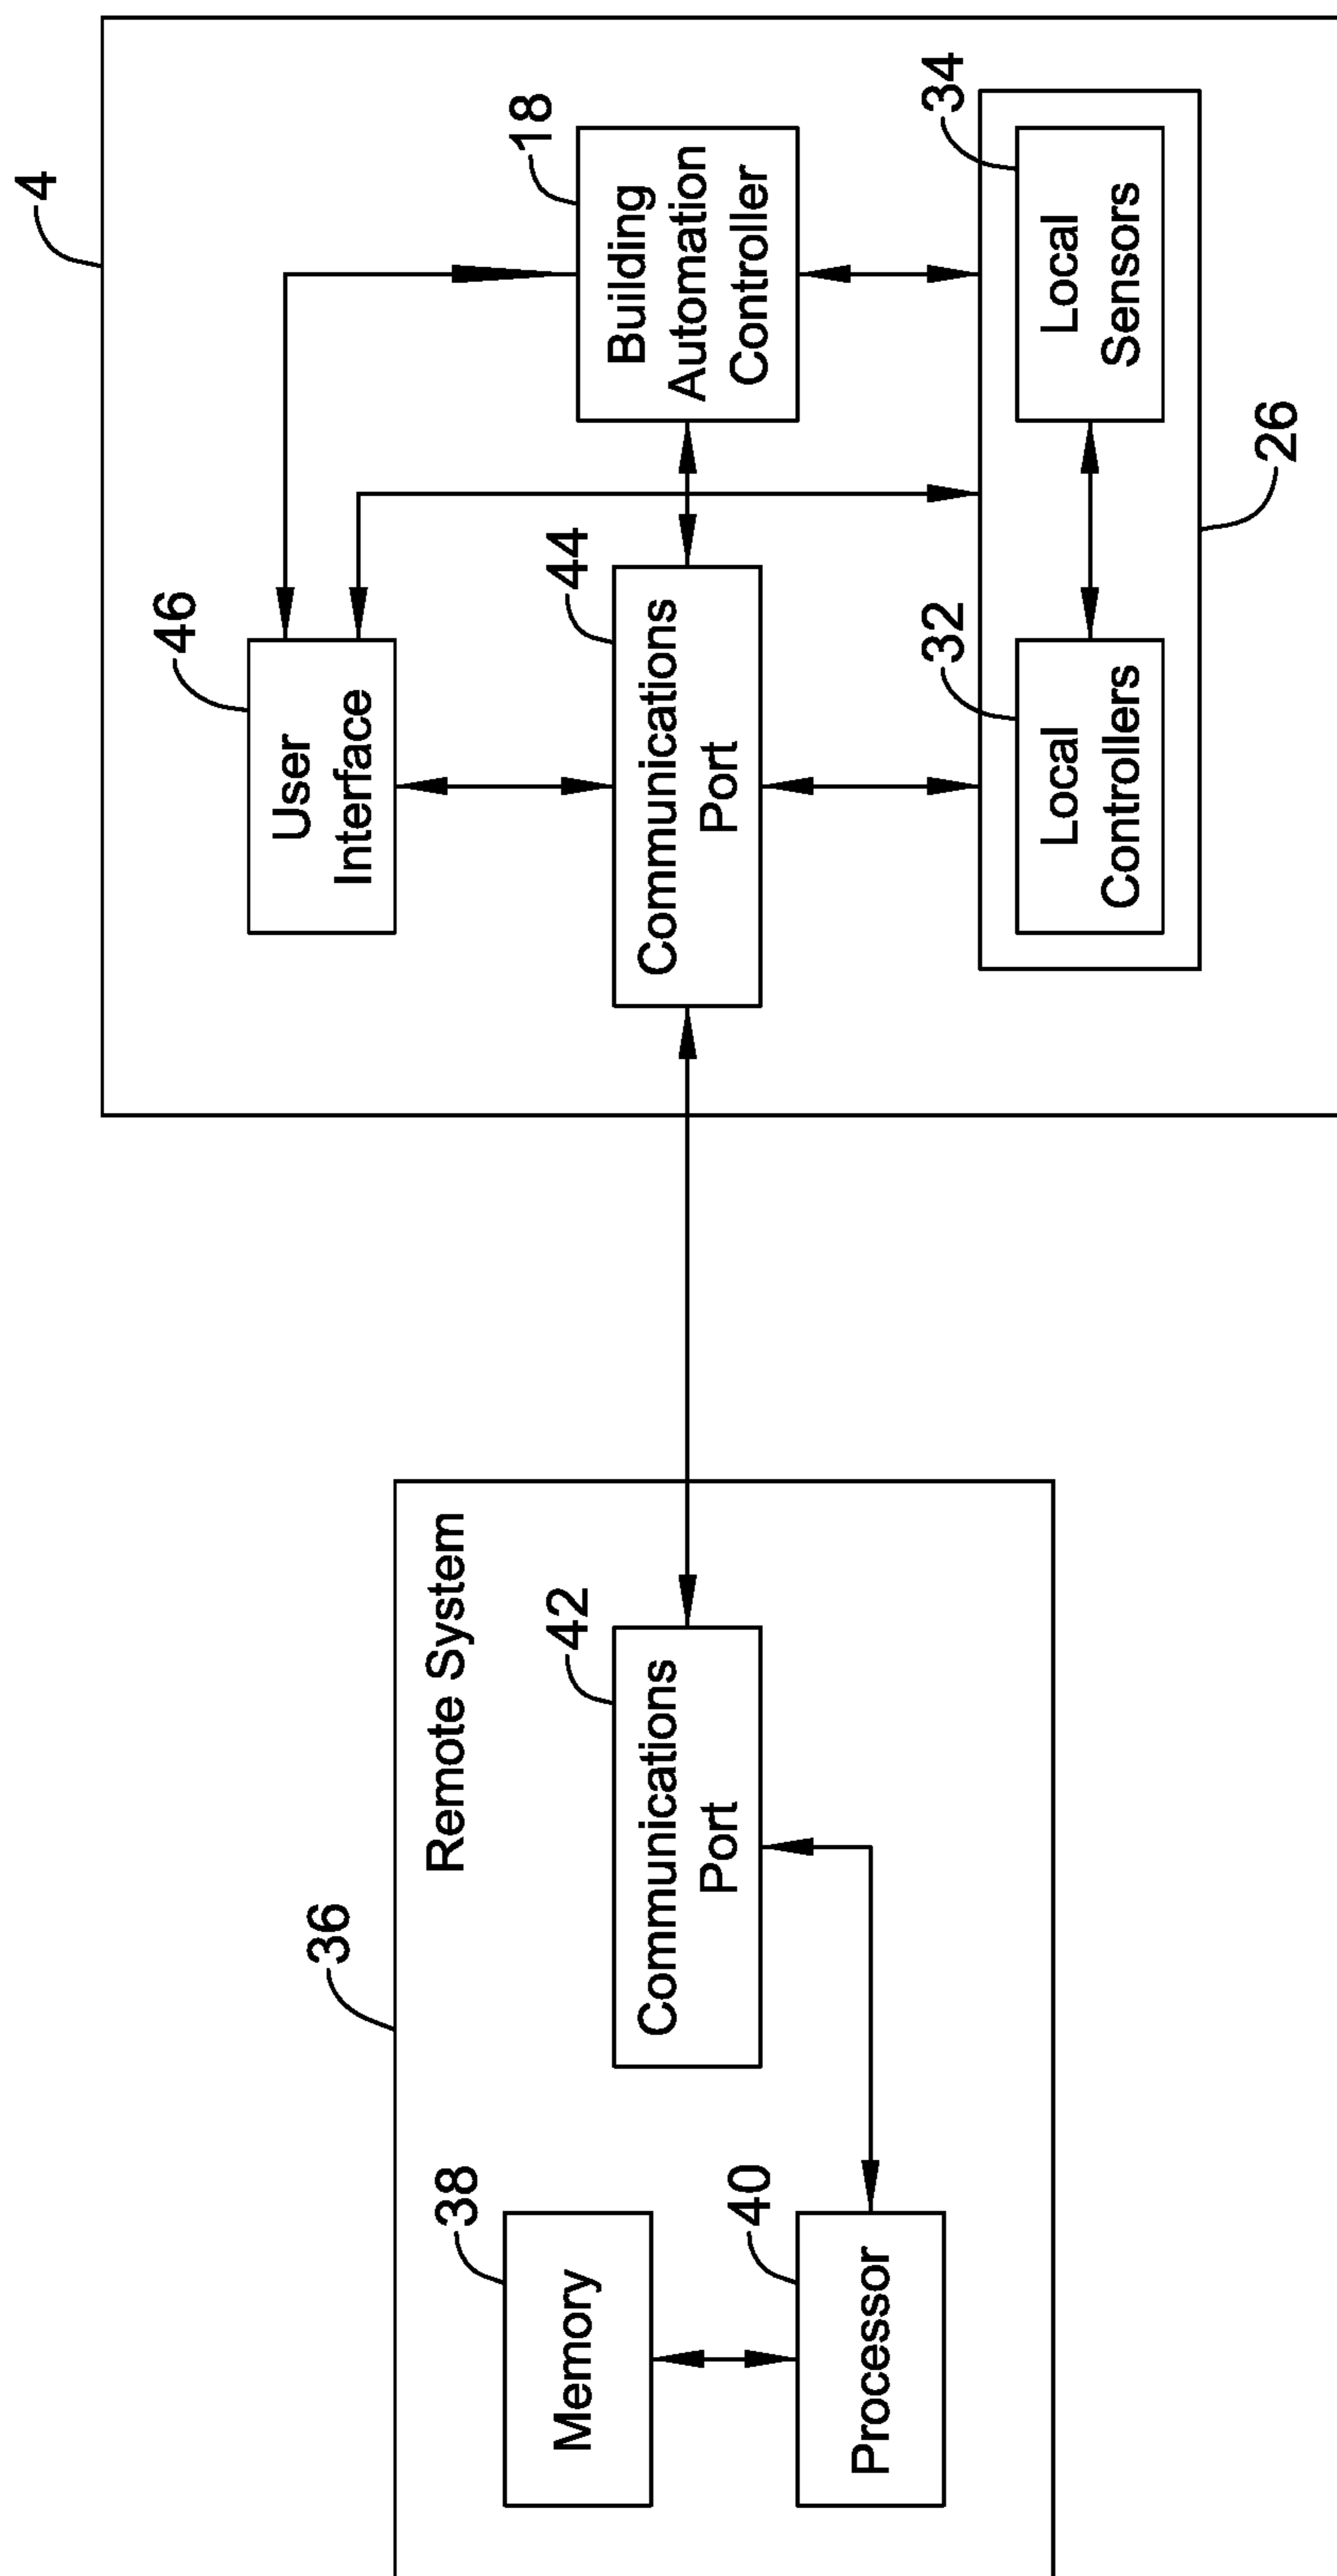 36
Remote System
38
Memory
40
Processor
42
Communications
Port
4
46
User
Interface
44
Communications
Port
18
Building
Automation
Controller
32
Local
Controllers
34
Local
Sensors
26